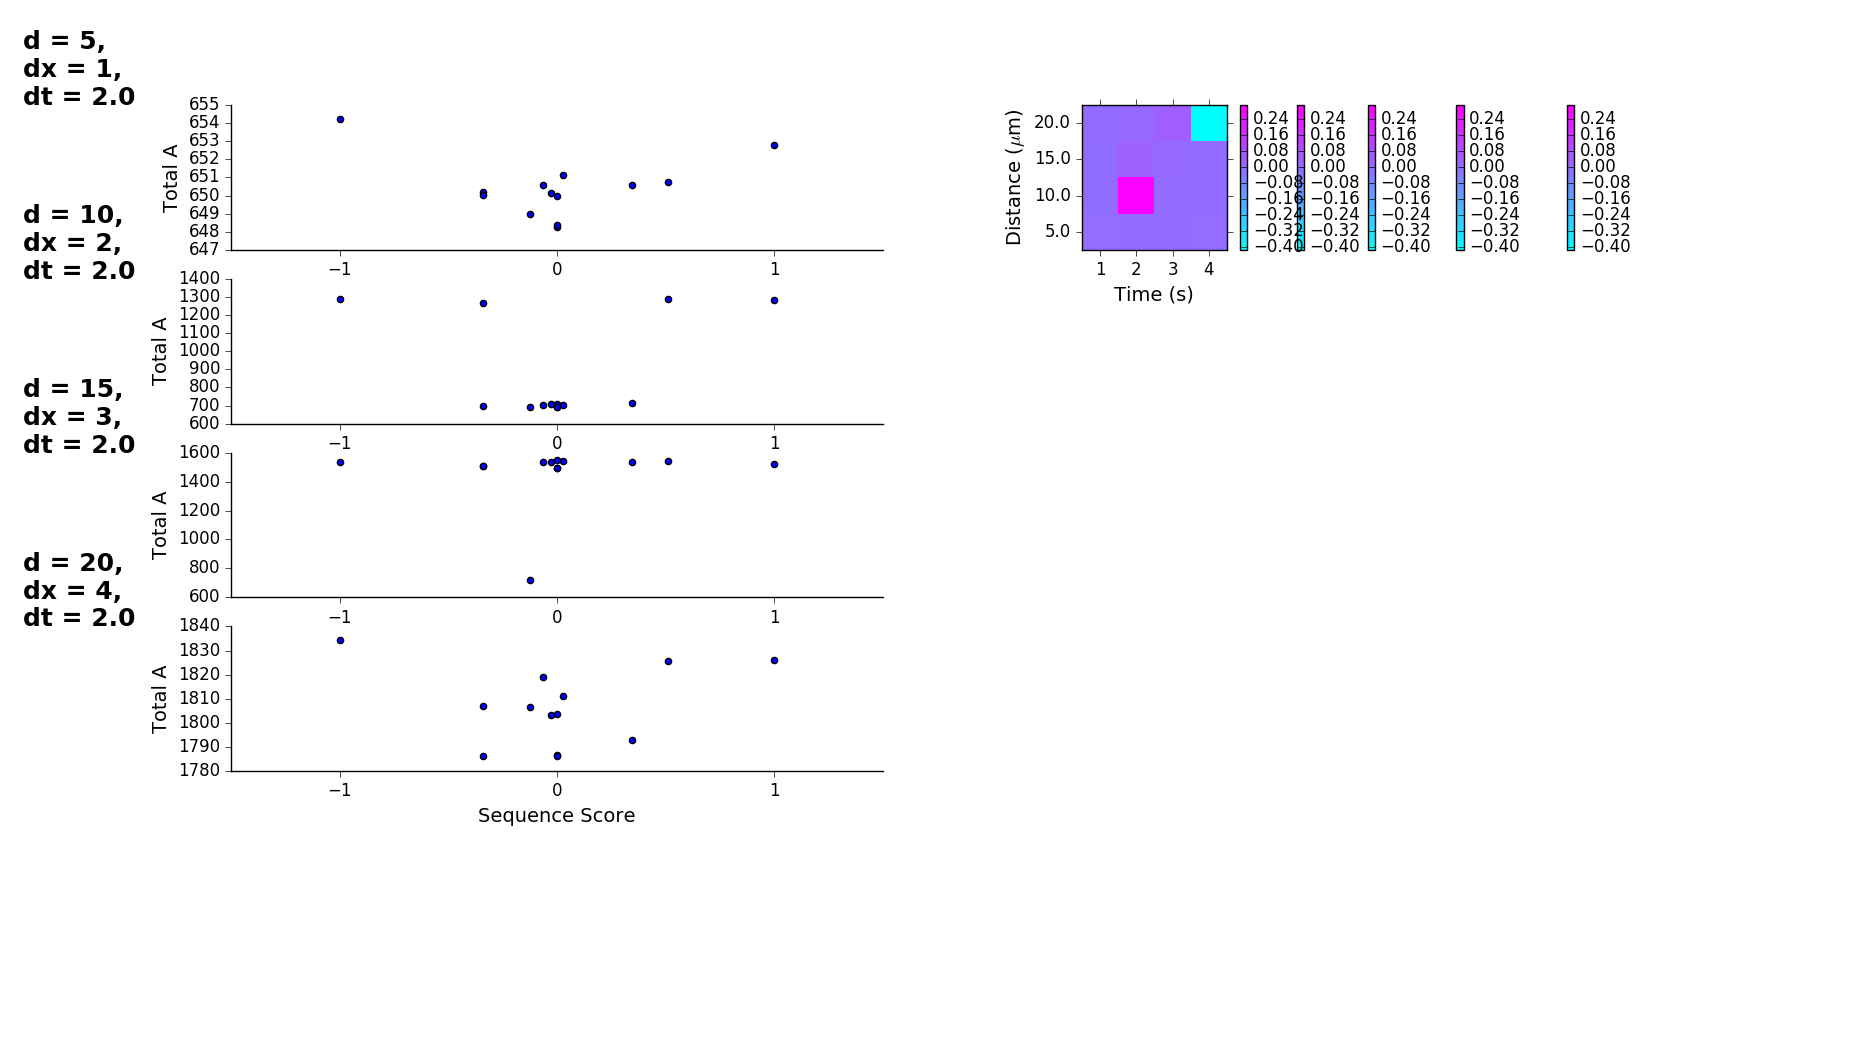 d = 5,
dx = 1,
dt = 2.0
655
654
653
652
651
650
649
648
647
Total A
−1 0 1
d = 10,
dx = 2,
dt = 2.0
1400
1300
1200
1100
1000
900
800
700
600
Total A
−1 0 1
d = 15,
dx = 3,
dt = 2.0
1600
1400
1200
1000
800
600
Total A
−1 0 1
d = 20,
dx = 4,
dt = 2.0
1840
1830
1820
1810
1800
1790
1780
Total A
−1 0 1
Sequence Score
Distance (μm)
20.0
15.0
10.0
5.0
1 2 3 4
Time (s)
0.24 0.24 0.24 0.24 0.24
0.16 0.16 0.16 0.16 0.16
0.08 0.08 0.08 0.08 0.08
0.00 0.00 0.00 0.00 0.00
−0.08 −0.08 −0.08 −0.08 −0.08
−0.16 −0.16 −0.16 −0.16 −0.16
−0.24 −0.24 −0.24 −0.24 −0.24
−0.32 −0.32 −0.32 −0.32 −0.32
−0.40 −0.40 −0.40 −0.40 −0.40